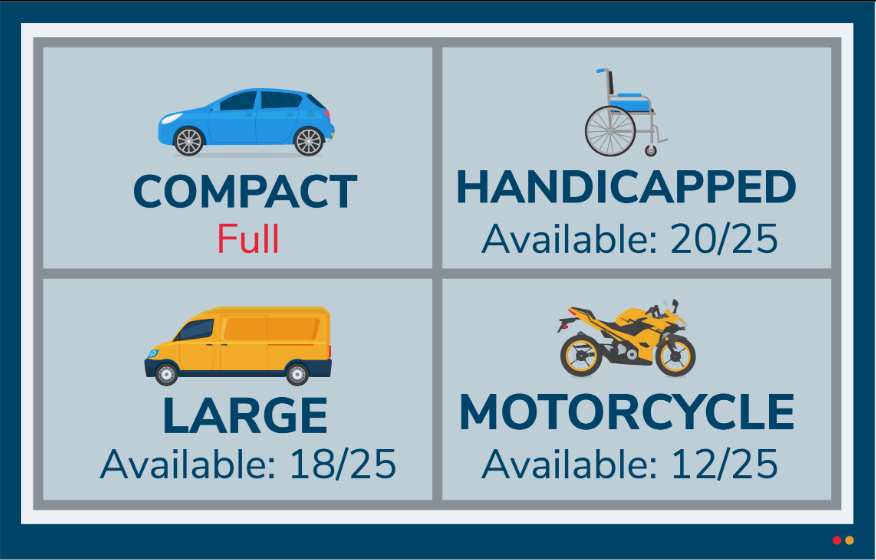 COMPACT
Full
HANDICAPPED
Available: 20/25
LARGE
Available: 18/25
MOTORCYCLE
Available: 12/25